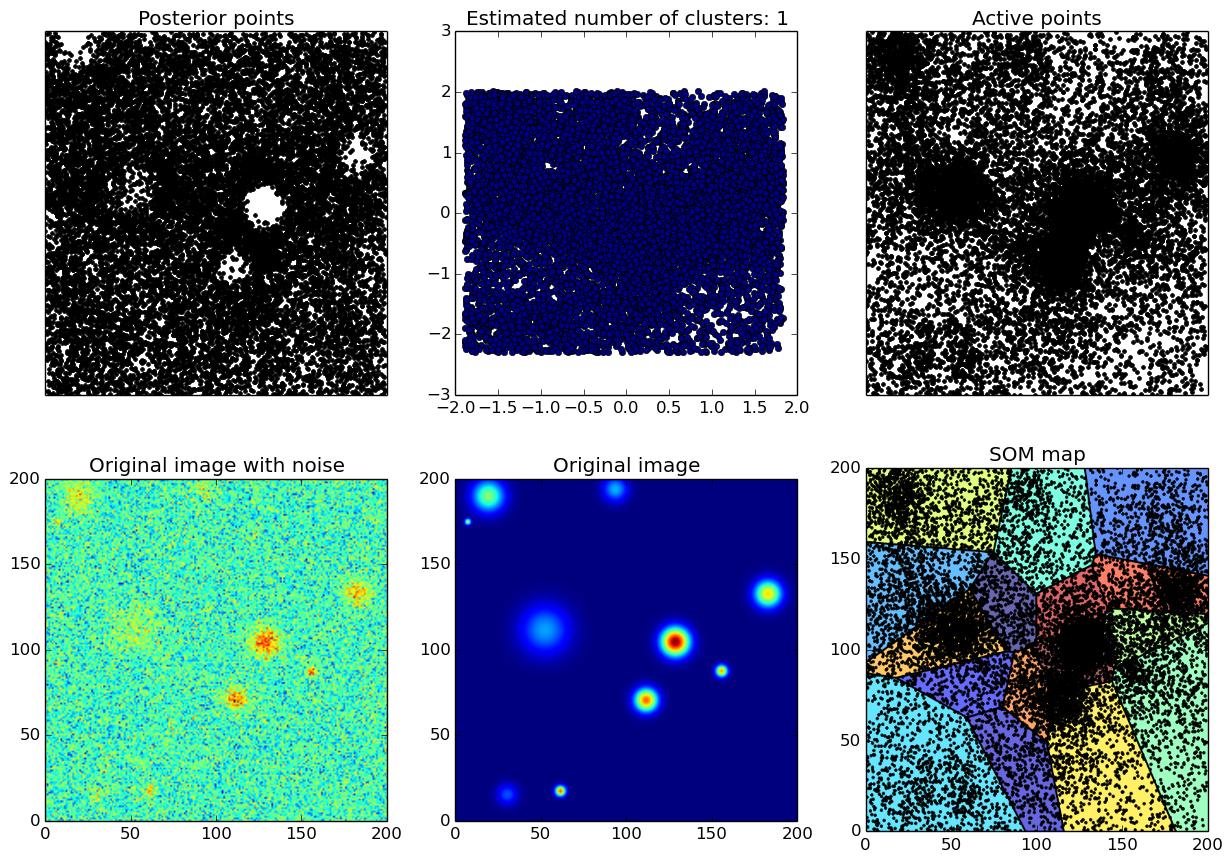 Posterior points
Estimated number of clusters: 1
Active points
3
2
1
0
−1
−2
−3
−2.0 −1.5 −1.0 −0.5 0.0 0.5 1.0 1.5 2.0
Original image with noise
Original image
SOM map
200
150
100
50
0
0 50 100 150 200
200
150
100
50
0
0 50 100 150 200
200
150
100
50
0
0 50 100 150 200